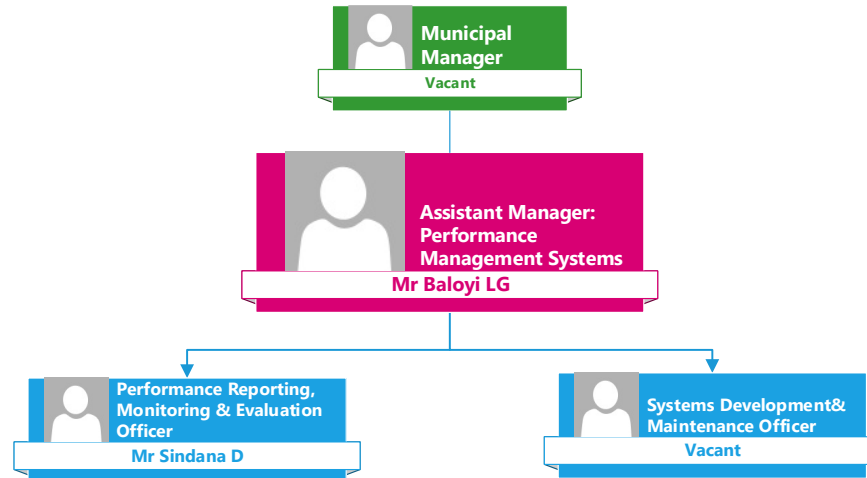 Municipal
Manager
Vacant
Assistant Manager:
Performance
Management Systems
Mr Baloyi LG
Performance Reporting,
Monitoring & Evaluation
Officer
Mr Sindana D
Systems Development&
Maintenance Officer
Vacant